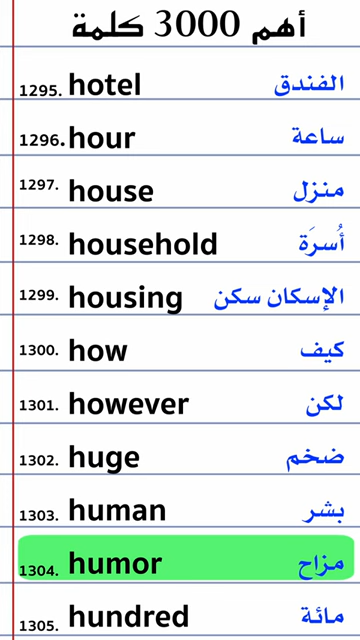 أهم 3000 كلمة
1295. hotel الفندق
1296. hour ساعة
1297. house منزل
1298. household أُسرَة
1299. housing الإسكان سكن
1300. how كيف
1301. however لكن
1302. huge ضخم
1303. human بشر
1304. humor مزاح
1305. hundred مائة